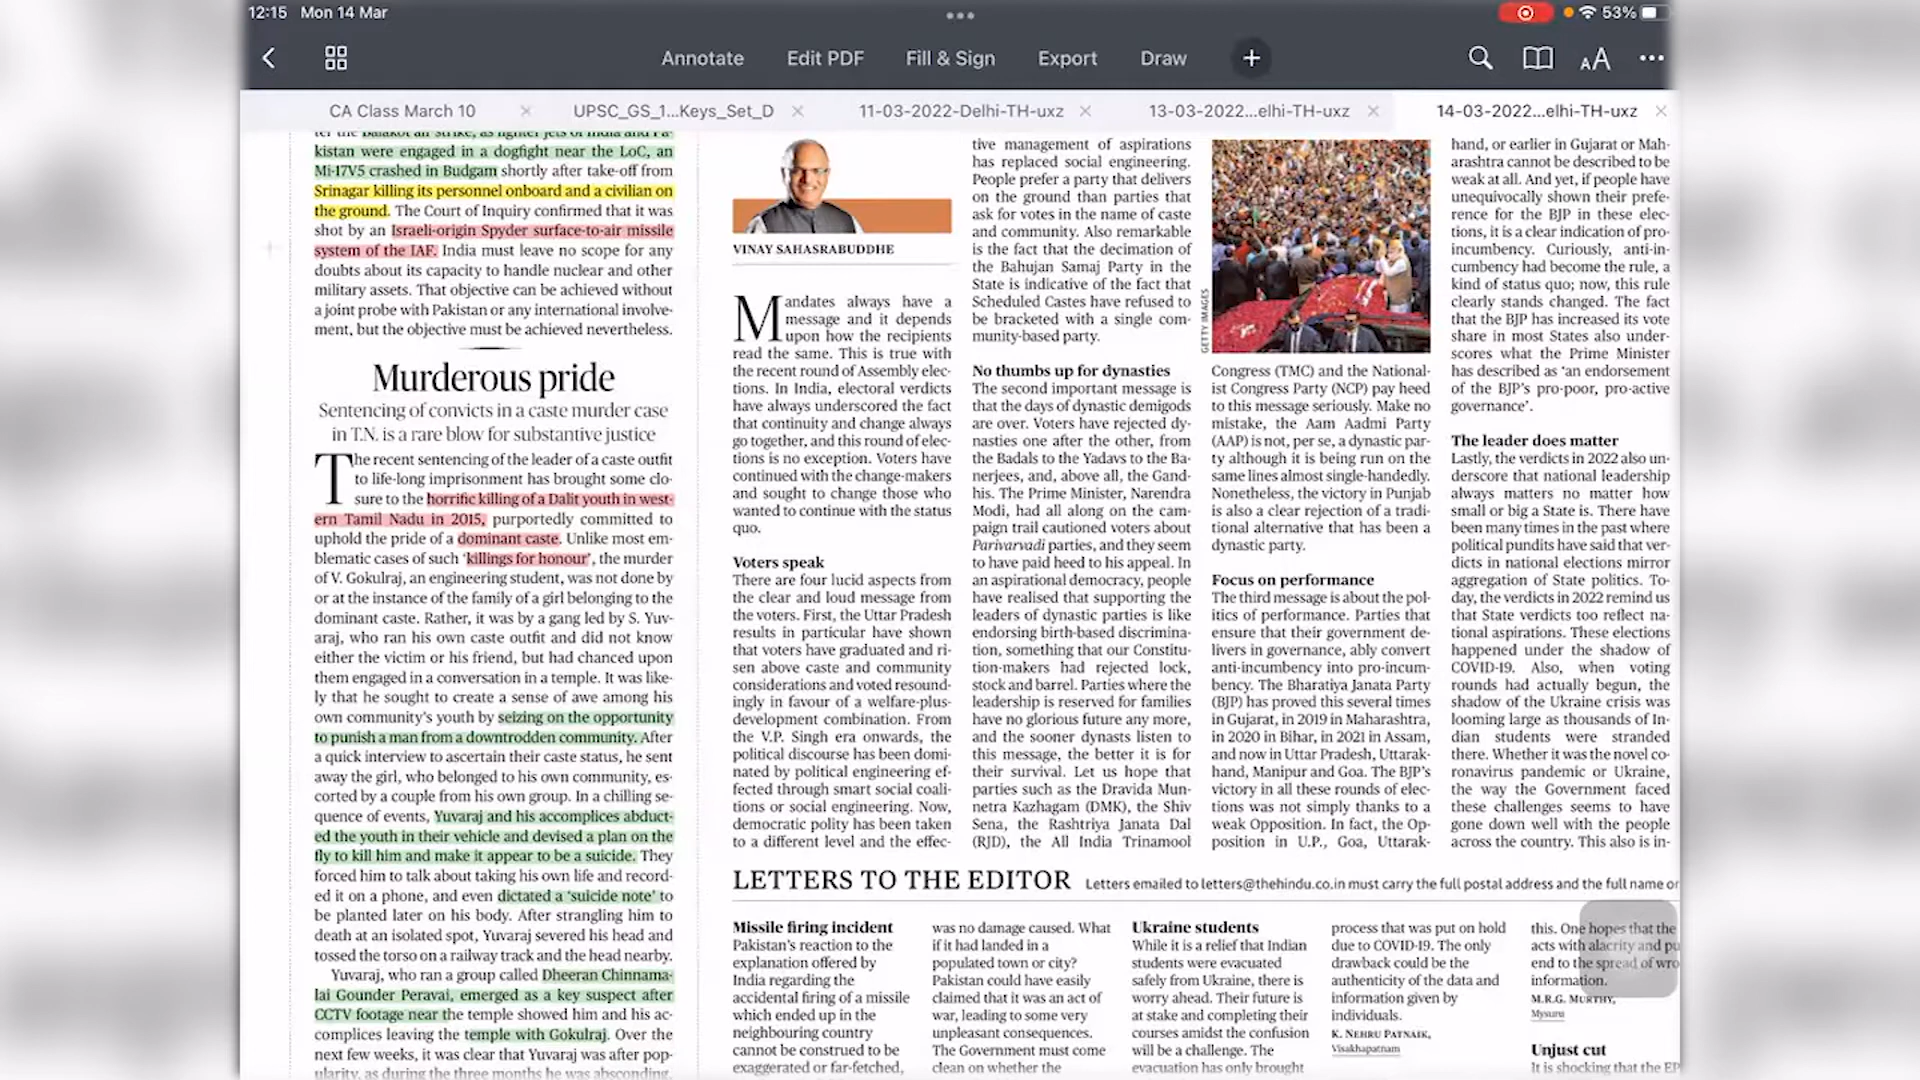 12:15 Mon 14 Mar
53%
Annotate
Edit PDF
Fill & Sign
Export
Draw
AA
CA Class March 10
UPSC_GS_1...Keys_Set_D
11-03-2022-Delhi-TH-uxz
13-03-2022...elhi-TH-uxz
14-03-2022...elhi-TH-uxz
ter the Balakot air strike, as fighter jets of India and Pa-
kistan were engaged in a dogfight near the LoC, an
Mi-17V5 crashed in Budgam shortly after take-off from
Srinagar killing its personnel onboard and a civilian on
the ground. The Court of Inquiry confirmed that it was
shot by an Israeli-origin Spyder surface-to-air missile
system of the IAF. India must leave no scope for any
doubts about its capacity to handle nuclear and other
military assets. That objective can be achieved without
a joint probe with Pakistan or any international involve-
ment, but the objective must be achieved nevertheless.
Murderous pride
Sentencing of convicts in a caste murder case
in T.N. is a rare blow for substantive justice
The recent sentencing of the leader of a caste outfit
to life-long imprisonment has brought some clo-
sure to the horrific killing of a Dalit youth in west-
ern Tamil Nadu in 2015, purportedly committed to
uphold the pride of a dominant caste. Unlike most em-
blematic cases of such 'killings for honour', the murder
of V. Gokulraj, an engineering student, was not done by
or at the instance of the family of a girl belonging to the
dominant caste. Rather, it was by a gang led by S. Yuv-
araj, who ran his own caste outfit and did not know
either the victim or his friend, but had chanced upon
them engaged in a conversation in a temple. It was like-
ly that he sought to create a sense of awe among his
own community's youth by seizing on the opportunity
to punish a man from a downtrodden community. After
a quick interview to ascertain their caste status, he sent
away the girl, who belonged to his own community, es-
corted by a couple from his own group. In a chilling se-
quence of events, Yuvaraj and his accomplices abduct-
ed the youth in their vehicle and devised a plan on the
fly to kill him and make it appear to be a suicide. They
forced him to talk about taking his own life and record-
ed it on a phone, and even dictated a 'suicide note' to
be planted later on his body. After strangling him to
death at an isolated spot, Yuvaraj severed his head and
tossed the torso on a railway track and the head nearby.
Yuvaraj, who ran a group called Dheeran Chinnama-
lai Gounder Peravai, emerged as a key suspect after
CCTV footage near the temple showed him and his ac-
complices leaving the temple with Gokulraj. Over the
next few weeks, it was clear that Yuvaraj was after pop-
ularity, as during the three months he was absconding,
VINAY SAHASRABUDDHE
Mandates always have a
message and it depends
upon how the recipients
read the same. This is true with
the recent round of Assembly elec-
tions. In India, electoral verdicts
have always underscored the fact
that continuity and change always
go together, and this round of elec-
tions is no exception. Voters have
continued with the change-makers
and sought to change those who
wanted to continue with the status
quo.
Voters speak
There are four lucid aspects from
the clear and loud message from
the voters. First, the Uttar Pradesh
results in particular have shown
that voters have graduated and ri-
sen above caste and community
considerations and voted resound-
ingly in favour of a welfare-plus-
development combination. From
the V.P. Singh era onwards, the
political discourse has been domi-
nated by political engineering ef-
fected through smart social coali-
tions or social engineering. Now,
democratic polity has been taken
to a different level and the effec-
tive management of aspirations
has replaced social engineering.
People prefer a party that delivers
on the ground than parties that
ask for votes in the name of caste
and community. Also remarkable
is the fact that the decimation of
the Bahujan Samaj Party in the
State is indicative of the fact that
Scheduled Castes have refused to
be bracketed with a single com-
munity-based party.
No thumbs up for dynasties
The second important message is
that the days of dynastic demigods
are over. Voters have rejected dy-
nasties one after the other, from
the Badals to the Yadavs to the Ba-
nerjees, and, above all, the Gand-
his. The Prime Minister, Narendra
Modi, had all along on the cam-
paign trail cautioned voters about
Parivarvadi parties, and they seem
to have paid heed to his appeal. In
an aspirational democracy, people
have realised that supporting the
leaders of dynastic parties is like
endorsing birth-based discrimina-
tion, something that our Constitu-
tion-makers had rejected lock,
stock and barrel. Parties where the
leadership is reserved for families
have no glorious future any more,
and the sooner dynasts listen to
this message, the better it is for
their survival. Let us hope that
parties such as the Dravida Mun-
netra Kazhagam (DMK), the Shiv
Sena, the Rashtriya Janata Dal
(RJD), the All India Trinamool
GETTY IMAGES
Congress (TMC) and the National-
ist Congress Party (NCP) pay heed
to this message seriously. Make no
mistake, the Aam Aadmi Party
(AAP) is not, per se, a dynastic par-
ty although it is being run on the
same lines almost single-handedly.
Nonetheless, the victory in Punjab
is also a clear rejection of a tradi-
tional alternative that has been a
dynastic party.
Focus on performance
The third message is about the pol-
itics of performance. Parties that
ensure that their government de-
livers in governance, ably convert
anti-incumbency into pro-incum-
bency. The Bharatiya Janata Party
(BJP) has proved this several times
in Gujarat, in 2019 in Maharashtra,
in 2020 in Bihar, in 2021 in Assam,
and now in Uttar Pradesh, Uttarak-
hand, Manipur and Goa. The BJP's
victory in all these rounds of elec-
tions was not simply thanks to a
weak Opposition. In fact, the Op-
position in U.P., Goa, Uttarak-
hand, or earlier in Gujarat or Mah-
arashtra cannot be described to be
weak at all. And yet, if people have
unequivocally shown their prefe-
rence for the BJP in these elec-
tions, it is a clear indication of pro-
incumbency. Curiously, anti-in-
cumbency had become the rule, a
kind of status quo; now, this rule
clearly stands changed. The fact
that the BJP has increased its vote
share in most States also under-
scores what the Prime Minister
has described as 'an endorsement
of the BJP's pro-poor, pro-active
governance'.
The leader does matter
Lastly, the verdicts in 2022 also un-
derscore that national leadership
always matters no matter how
small or big a State is. There have
been many times in the past where
political pundits have said that ver-
dicts in national elections mirror
aggregation of State politics. To-
day, the verdicts in 2022 remind us
that State verdicts too reflect na-
tional aspirations. These elections
happened under the shadow of
COVID-19. Also, when voting
rounds had actually begun, the
shadow of the Ukraine crisis was
looming large as thousands of In-
dian students were stranded
there. Whether it was the novel co-
ronavirus pandemic or Ukraine,
the way the Government faced
these challenges seems to have
gone down well with the people
across the country. This also is in-
LETTERS TO THE EDITOR Letters emailed to letters@thehindu.co.in must carry the full postal address and the full name or
Missile firing incident
Pakistan's reaction to the
explanation offered by
India regarding the
accidental firing of a missile
which ended up in the
neighbouring country
cannot be construed to be
exaggerated or far-fetched,
was no damage caused. What
if it had landed in a
populated town or city?
Pakistan could have easily
claimed that it was an act of
war, leading to some very
unpleasant consequences.
The Government must come
clean on whether the
Ukraine students
While it is a relief that Indian
students were evacuated
safely from Ukraine, there is
worry ahead. Their future is
at stake and completing their
courses amidst the confusion
will be a challenge. The
evacuation has only brought
process that was put on hold
due to COVID-19. The only
drawback could be the
authenticity of the data and
information given by
individuals.
K. NEHRU PATNAIK,
Visakhapatnam
this. One hopes that the
acts with alacrity and pu
end to the spread of wro
information.
M.R.G. MURTHY,
Mysuru
Unjust cut
It is shocking that the EP